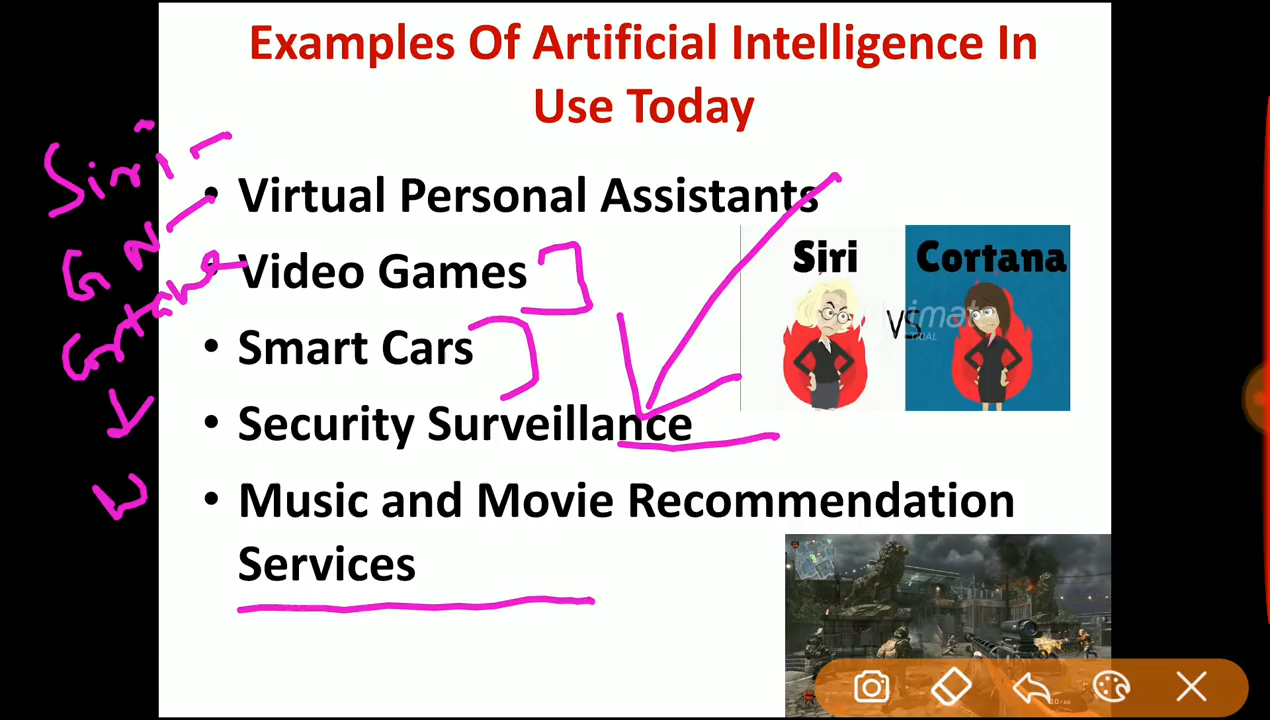 Examples Of Artificial Intelligence In
Use Today
Siri
• Virtual Personal Assistants
G N
• Video Games
Cortana
• Smart Cars
• Security Surveillance
• Music and Movie Recommendation
Services
Siri
Cortana
VS